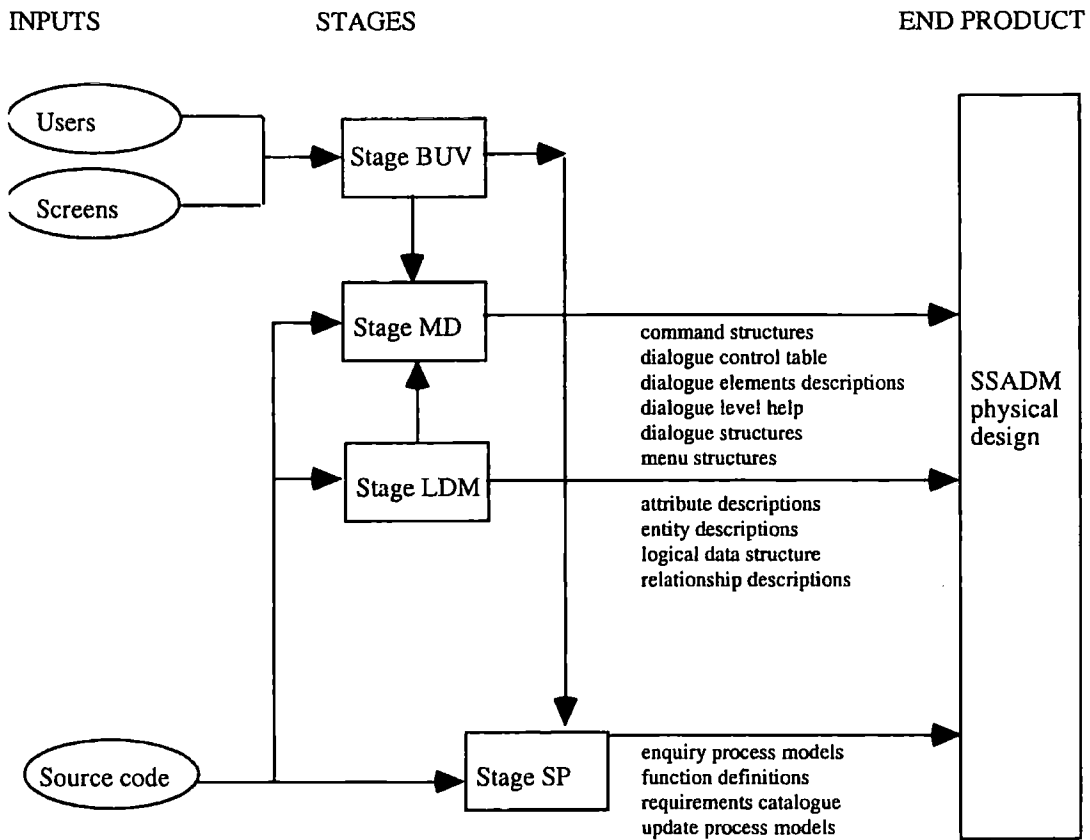 INPUTS
STAGES
END PRODUCT
Users
Screens
Stage BUV
Stage MD
command structures
dialogue control table
dialogue elements descriptions
dialogue level help
dialogue structures
menu structures
SSADM
physical
design
Stage LDM
attribute descriptions
entity descriptions
logical data structure
relationship descriptions
Source code
Stage SP
enquiry process models
function definitions
requirements catalogue
update process models